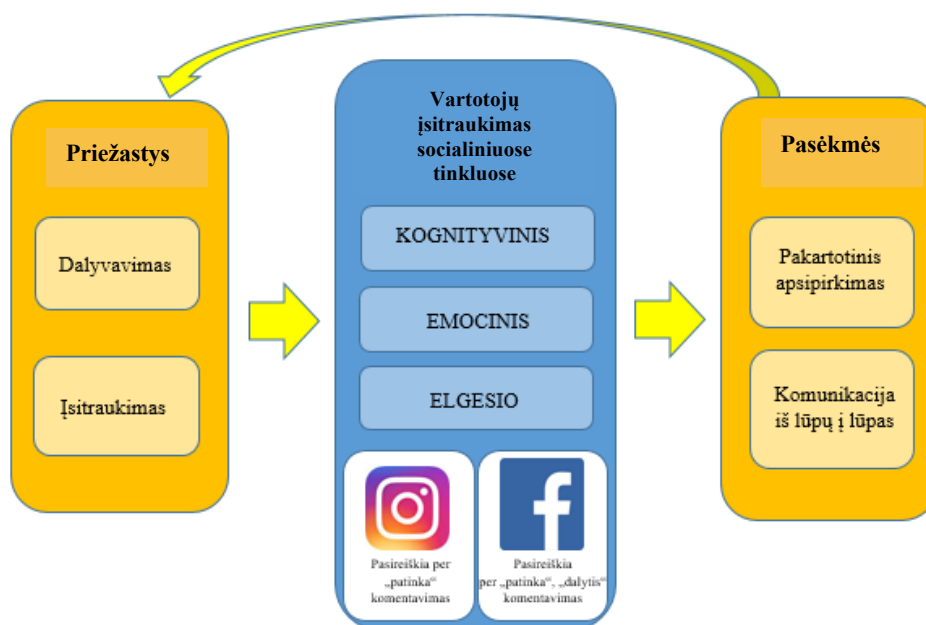 Priežastys
Dalyvavimas
Įsitraukimas
Vartotojų
įsitraukimas
socialiniuose
tinkluose
KOGNITYVINIS
EMOCINIS
ELGESIO
Pasireiškia per
„patinka“
komentavimas
Pasireiškia
per „patinka“, „dalytis“
komentavimas
Pasėkmės
Pakartotinis
apsipirkimas
Komunikacija
iš lūpų į lūpas